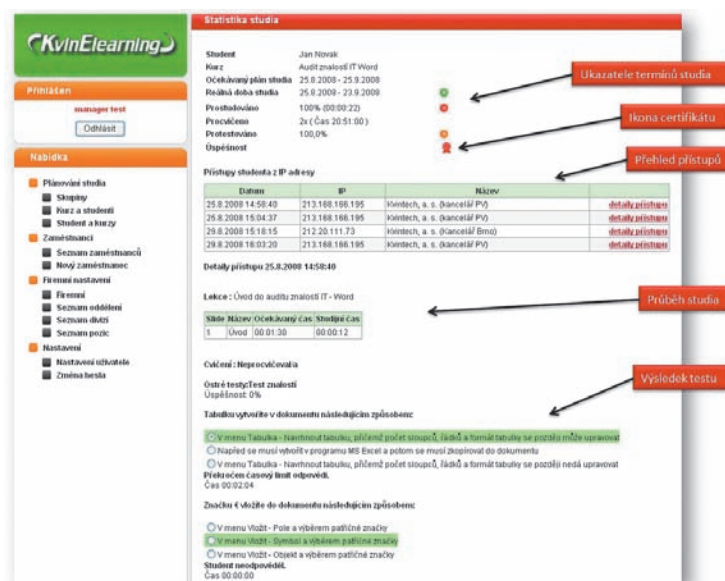 KvinElearning
Přihlášen
manager test
Odhlásit
Nabídka
Plánování studia
Skupiny
Kurz a studenti
Student a kurzy
Zaměstnanci
Seznam zaměstnanců
Nový zaměstnanec
Firemní nastavení
Firemní
Seznam oddělení
Seznam divizí
Seznam pozic
Nastavení
Nastavení uživatele
Změna hesla
Statistika studia
Student Jan Novak
Kurz Audit znalostí IT Word
Očekávaný plán studia 25.8.2008 - 25.9.2008
Reálná doba studia 25.8.2008 - 23.9.2008
Prostudováno 100% (00:00:22)
Procvičeno 2x ( Čas 20:51:00 )
Protestováno 100,0%
Úspěšnost
Přístupy studenta z IP adresy
Datum IP Název
25.8.2008 14:58:40 213.168.166.195 Kvintech, a. s. (kancelář PV) detaily přístupu
25.8.2008 15:04:37 213.168.166.195 Kvintech, a. s. (kancelář PV) detaily přístupu
29.8.2008 15:18:15 212.20.111.73 Kvintech, a. s. (Kancelář Brno) detaily přístupu
29.8.2008 16:03:20 213.168.166.195 Kvintech, a. s. (kancelář PV) detaily přístupu
Detaily přístupu 25.8.2008 14:58:40
Lekce : Úvod do auditu znalostí IT - Word
Slide Název Očekávaný čas Studijní čas
1 Úvod 00:01:30 00:00:12
Cvičení : Neprocvičoval/a
Ostré testy:Test znalostí
Úspěšnost: 0%
Tabulku vytvoříte v dokumentu následujícím způsobem:
V menu Tabulka - Navrhnout tabulku, přičemž počet sloupců, řádků a formát tabulky se později může upravovat
Napřed se musí vytvořit v programu MS Excel a potom se musí zkopírovat do dokumentu
V menu Tabulka - Navrhnout tabulku, přičemž počet sloupců, řádků a formát tabulky se později nedá upravovat
Překročen časový limit odpovědi.
Čas 00:02:04
Značku € vložíte do dokumentu následujícím způsobem:
V menu Vložit - Pole a výběrem patřičné značky
V menu Vložit - Symbol a výběrem patřičné značky
V menu Vložit - Objekt a výběrem patřičné značky
Student neodpověděl.
Čas 00:00:00
Ukazatele termínů studia
Ikona certifikátu
Přehled přístupů
Průběh studia
Výsledek testu